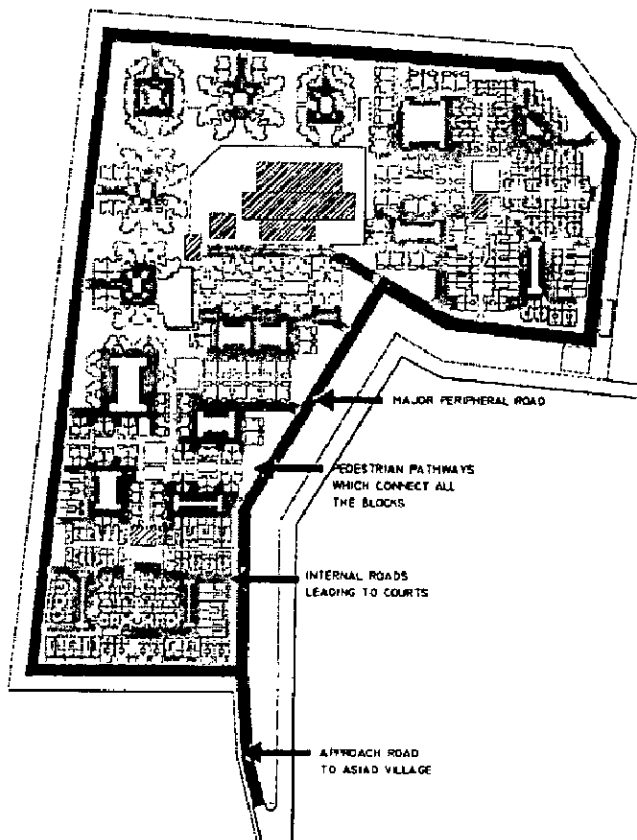 MAJOR PERIPHERAL ROAD
PEDESTRIAN PATHWAYS
WHICH CONNECT ALL
THE BLOCKS
INTERNAL ROADS
LEADING TO COURTS
APPROACH ROAD
TO ASIAD VILLAGE